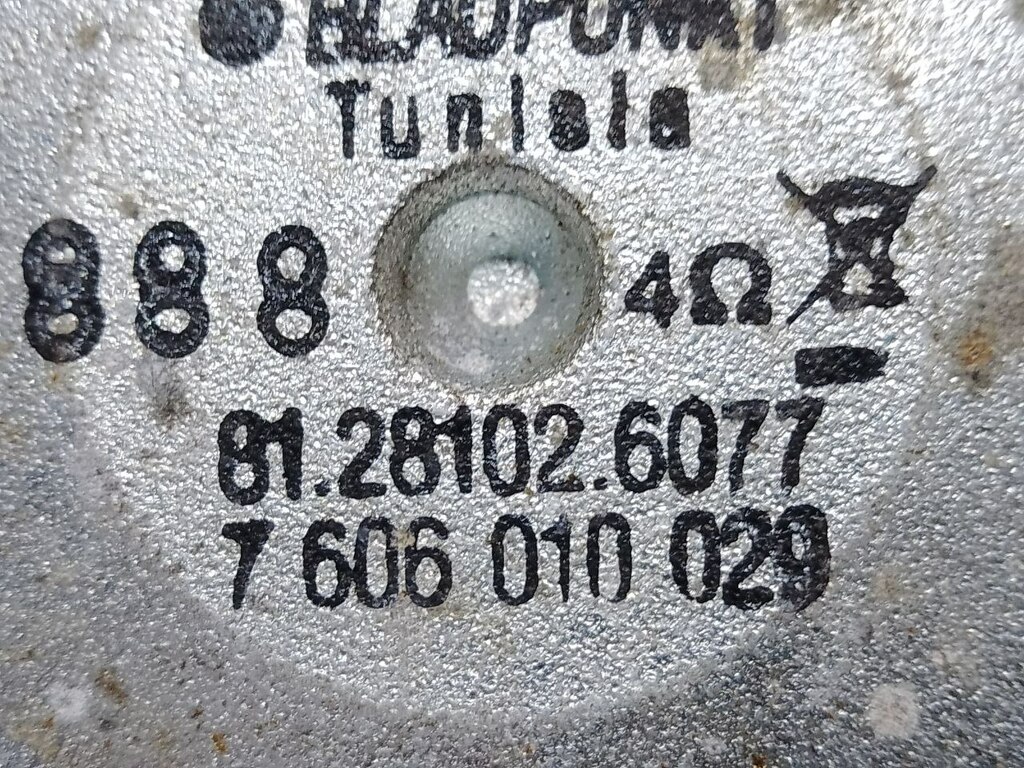 BLAUPUNKT
Tunisia
888 4Ω
81.28102.6077
7 606 010 029